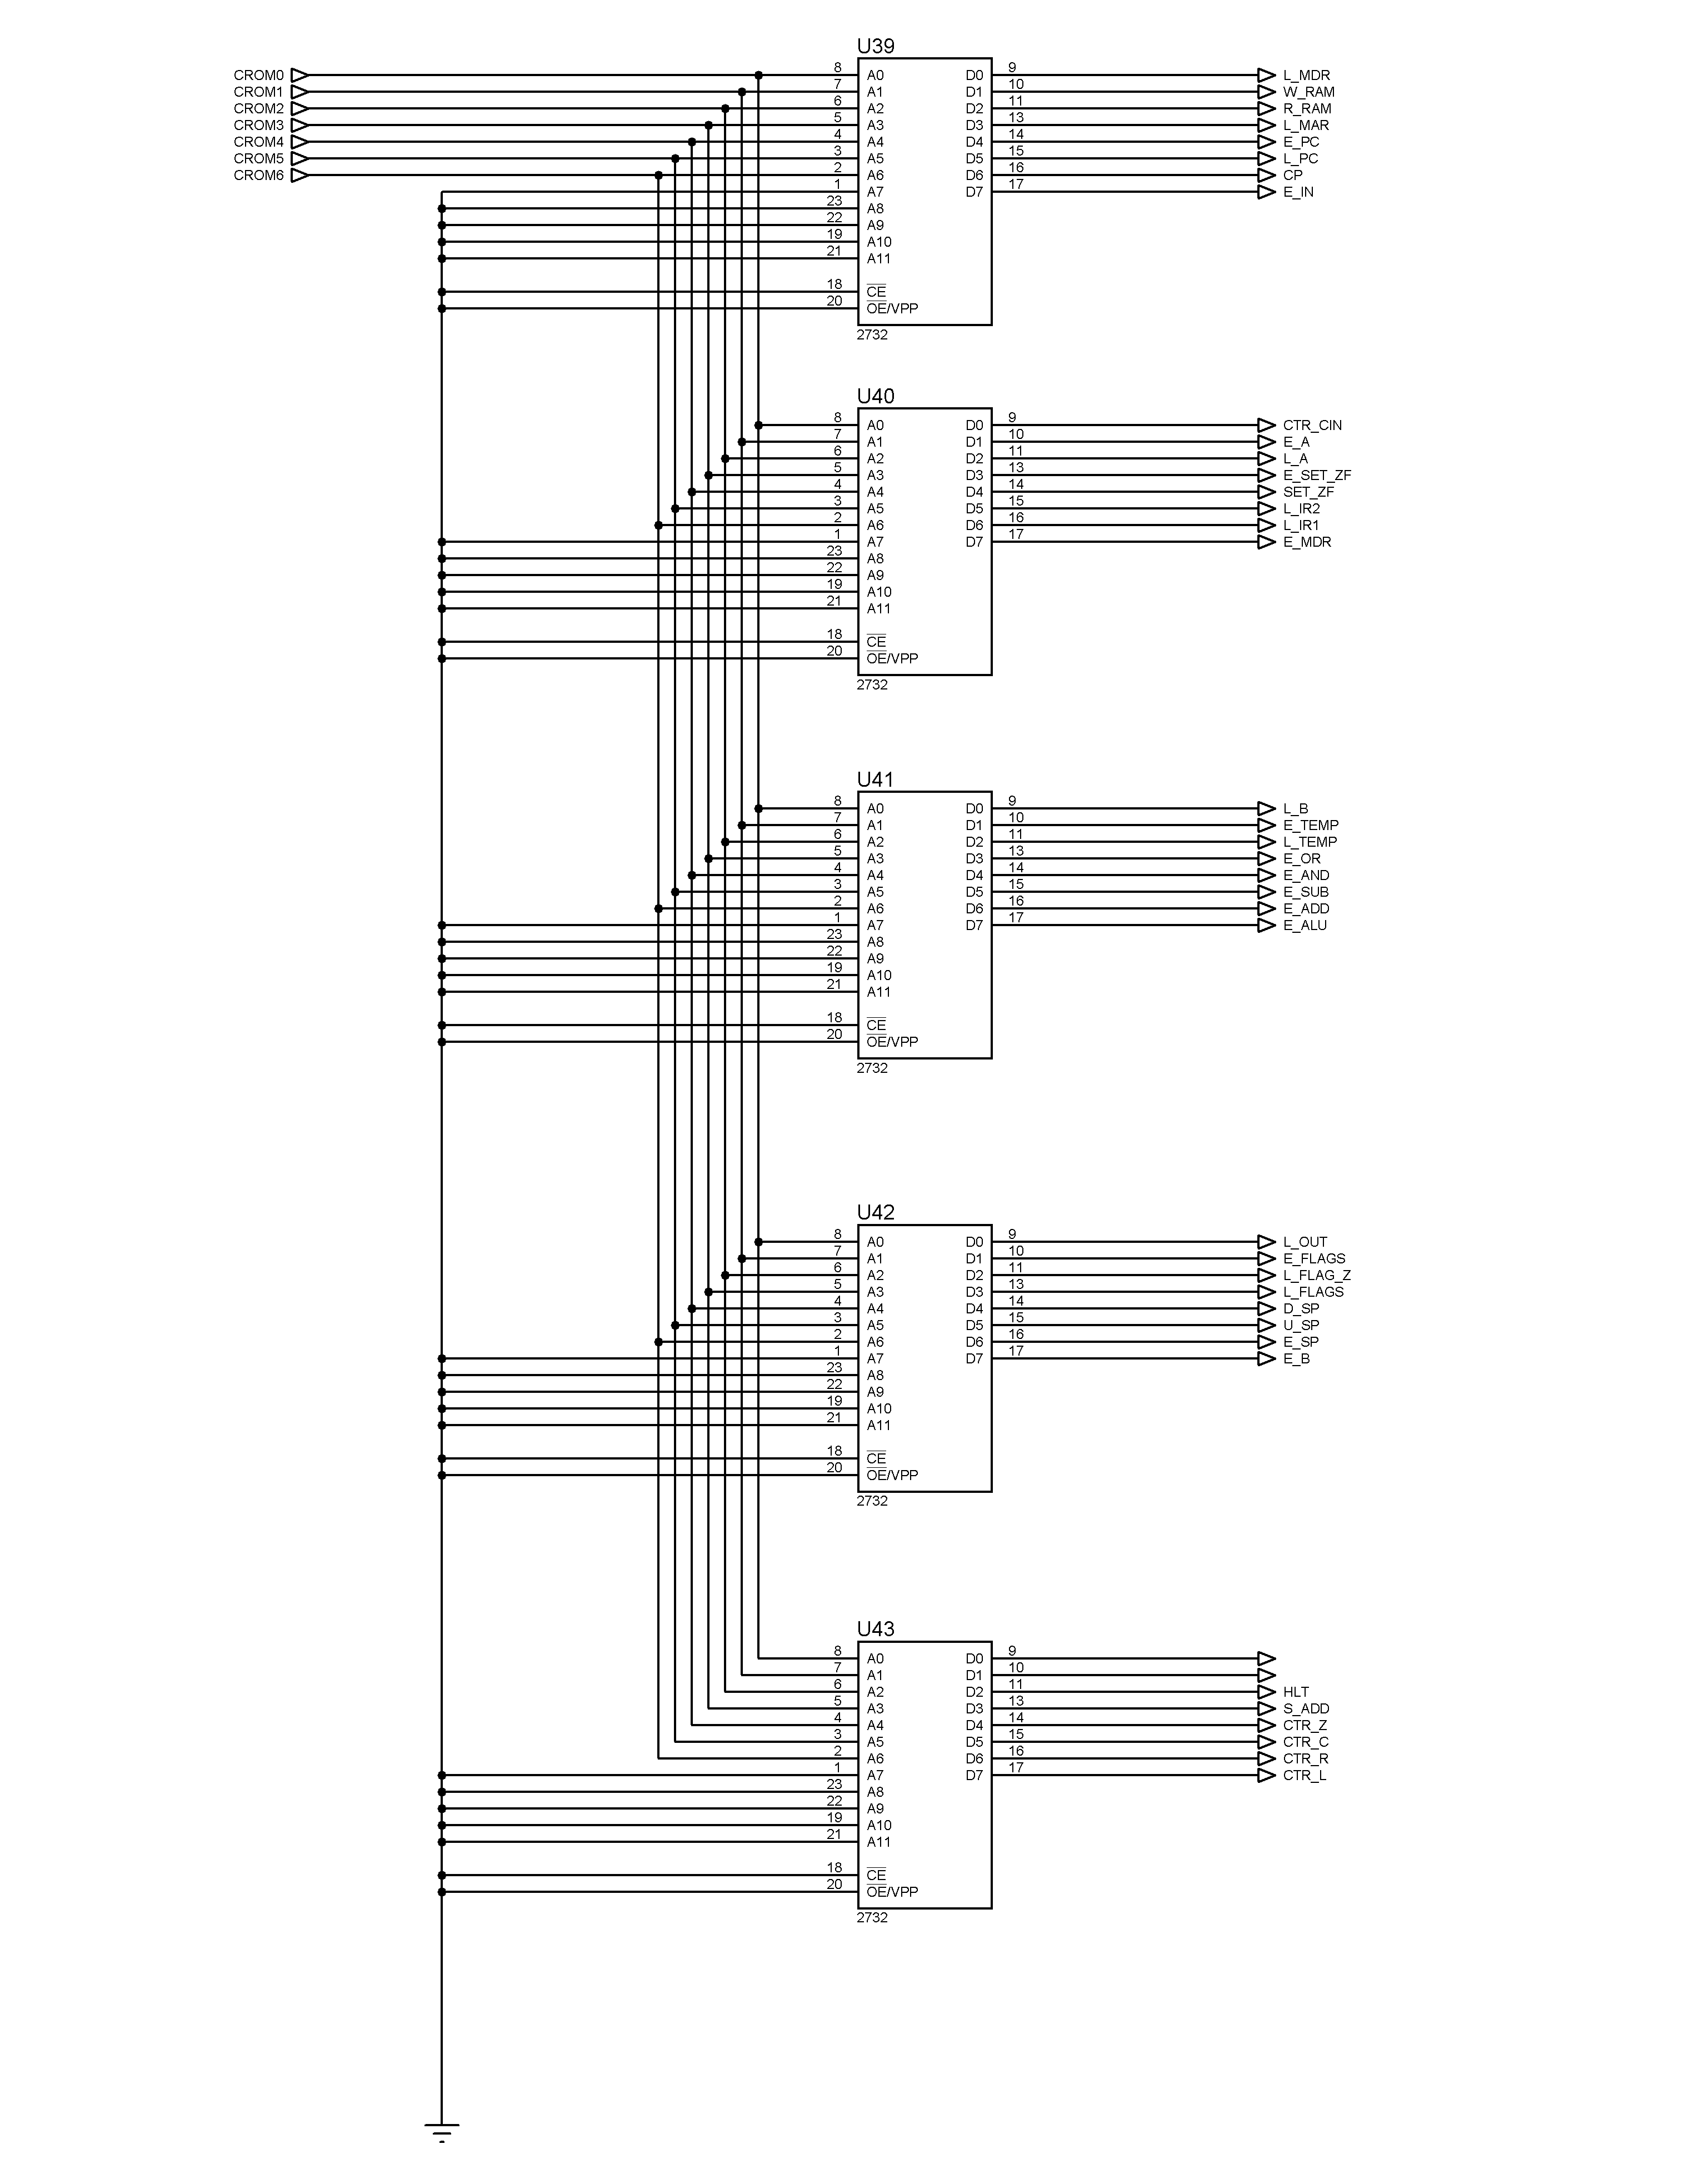 U39
CROM0 8 A0 D0 9 L_MDR
CROM1 7 A1 D1 10 W_RAM
CROM2 6 A2 D2 11 R_RAM
CROM3 5 A3 D3 13 L_MAR
CROM4 4 A4 D4 14 E_PC
CROM5 3 A5 D5 15 L_PC
CROM6 2 A6 D6 16 CP
1 A7 D7 17 E_IN
23 A8
22 A9
19 A10
21 A11
18 CE
20 OE/VPP
2732
U40
8 A0 D0 9 CTR_CIN
7 A1 D1 10 E_A
6 A2 D2 11 L_A
5 A3 D3 13 E_SET_ZF
4 A4 D4 14 SET_ZF
3 A5 D5 15 L_IR2
2 A6 D6 16 L_IR1
1 A7 D7 17 E_MDR
23 A8
22 A9
19 A10
21 A11
18 CE
20 OE/VPP
2732
U41
8 A0 D0 9 L_B
7 A1 D1 10 E_TEMP
6 A2 D2 11 L_TEMP
5 A3 D3 13 E_OR
4 A4 D4 14 E_AND
3 A5 D5 15 E_SUB
2 A6 D6 16 E_ADD
1 A7 D7 17 E_ALU
23 A8
22 A9
19 A10
21 A11
18 CE
20 OE/VPP
2732
U42
8 A0 D0 9 L_OUT
7 A1 D1 10 E_FLAGS
6 A2 D2 11 L_FLAG_Z
5 A3 D3 13 L_FLAGS
4 A4 D4 14 D_SP
3 A5 D5 15 U_SP
2 A6 D6 16 E_SP
1 A7 D7 17 E_B
23 A8
22 A9
19 A10
21 A11
18 CE
20 OE/VPP
2732
U43
8 A0 D0 9
7 A1 D1 10
6 A2 D2 11 HLT
5 A3 D3 13 S_ADD
4 A4 D4 14 CTR_Z
3 A5 D5 15 CTR_C
2 A6 D6 16 CTR_R
1 A7 D7 17 CTR_L
23 A8
22 A9
19 A10
21 A11
18 CE
20 OE/VPP
2732